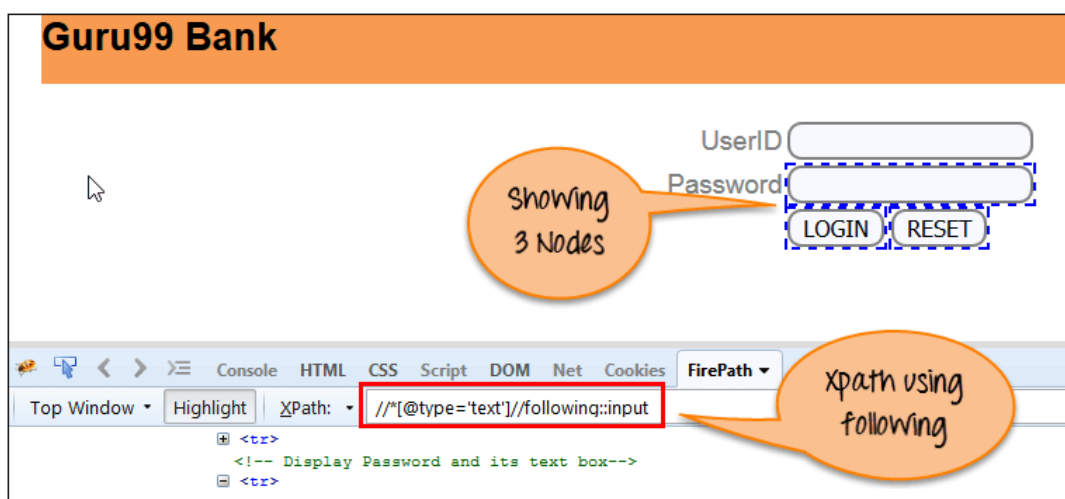 Guru99 Bank
UserID
Password
LOGIN RESET
Showing
3 Nodes
Console HTML CSS Script DOM Net Cookies FirePath
Top Window Highlight XPath: //*[@type='text']//following::input
<tr>
<!-- Display Password and its text box-->
<tr>
Xpath using
following